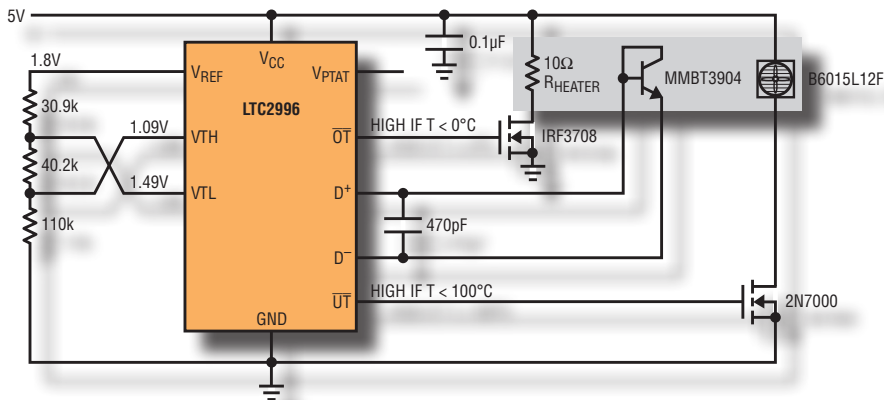 5V
1.8V
30.9k
40.2k
110k
1.09V
1.49V
VREF
VTH
VTL
VCC
LTC2996
GND
VPTAT
OT
D+
D−
UT
HIGH IF T < 0°C
470pF
HIGH IF T < 100°C
0.1µF
10Ω
RHEATER
IRF3708
MMBT3904
B6015L12F
2N7000